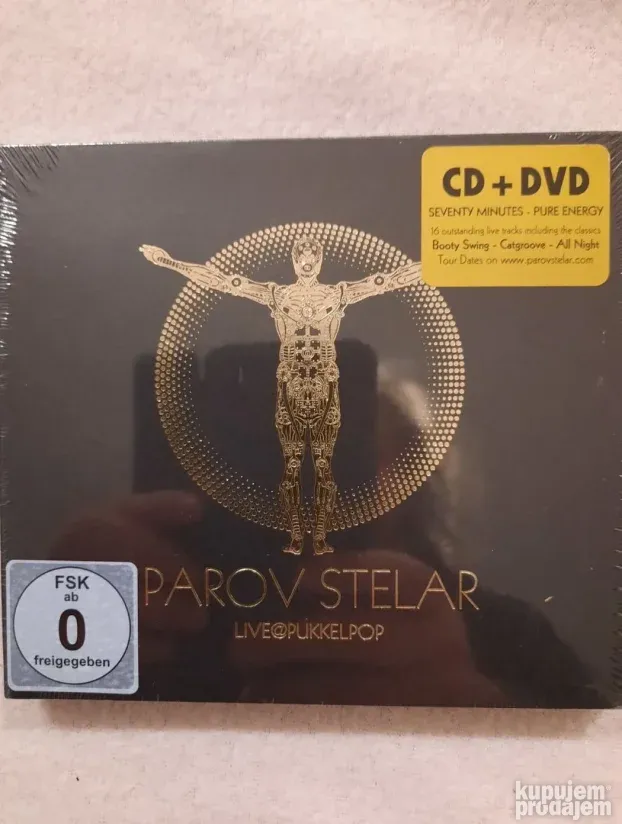 CD + DVD
SEVENTY MINUTES - PURE ENERGY
16 outstanding live tracks including the classics
Booty Swing - Catgroove - All Night
Tour Dates on www.parovstelar.com
PAROV STELAR
LIVE@PUKKELPOP
FSK
ab
0
freigegeben
kupujem
prodajem